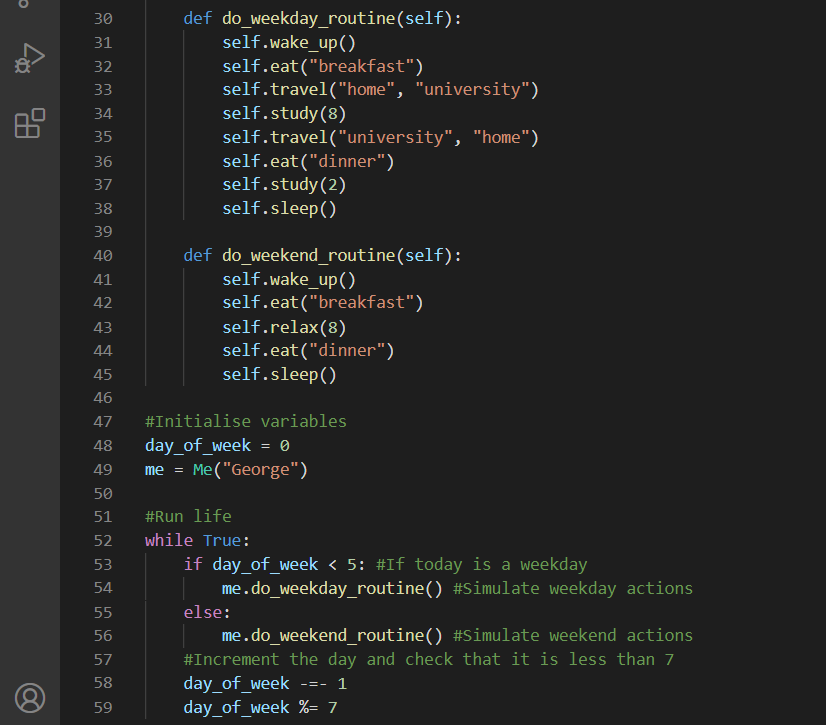 30 def do_weekday_routine(self):
31 self.wake_up()
32 self.eat("breakfast")
33 self.travel("home", "university")
34 self.study(8)
35 self.travel("university", "home")
36 self.eat("dinner")
37 self.study(2)
38 self.sleep()
39
40 def do_weekend_routine(self):
41 self.wake_up()
42 self.eat("breakfast")
43 self.relax(8)
44 self.eat("dinner")
45 self.sleep()
46
47 #Initialise variables
48 day_of_week = 0
49 me = Me("George")
50
51 #Run life
52 while True:
53 if day_of_week < 5: #If today is a weekday
54 me.do_weekday_routine() #Simulate weekday actions
55 else:
56 me.do_weekend_routine() #Simulate weekend actions
57 #Increment the day and check that it is less than 7
58 day_of_week -=- 1
59 day_of_week %= 7